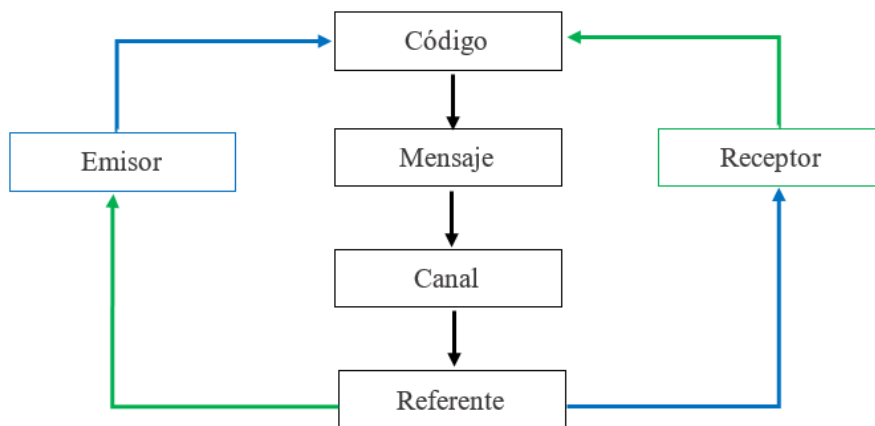 Código
Emisor
Mensaje
Receptor
Canal
Referente